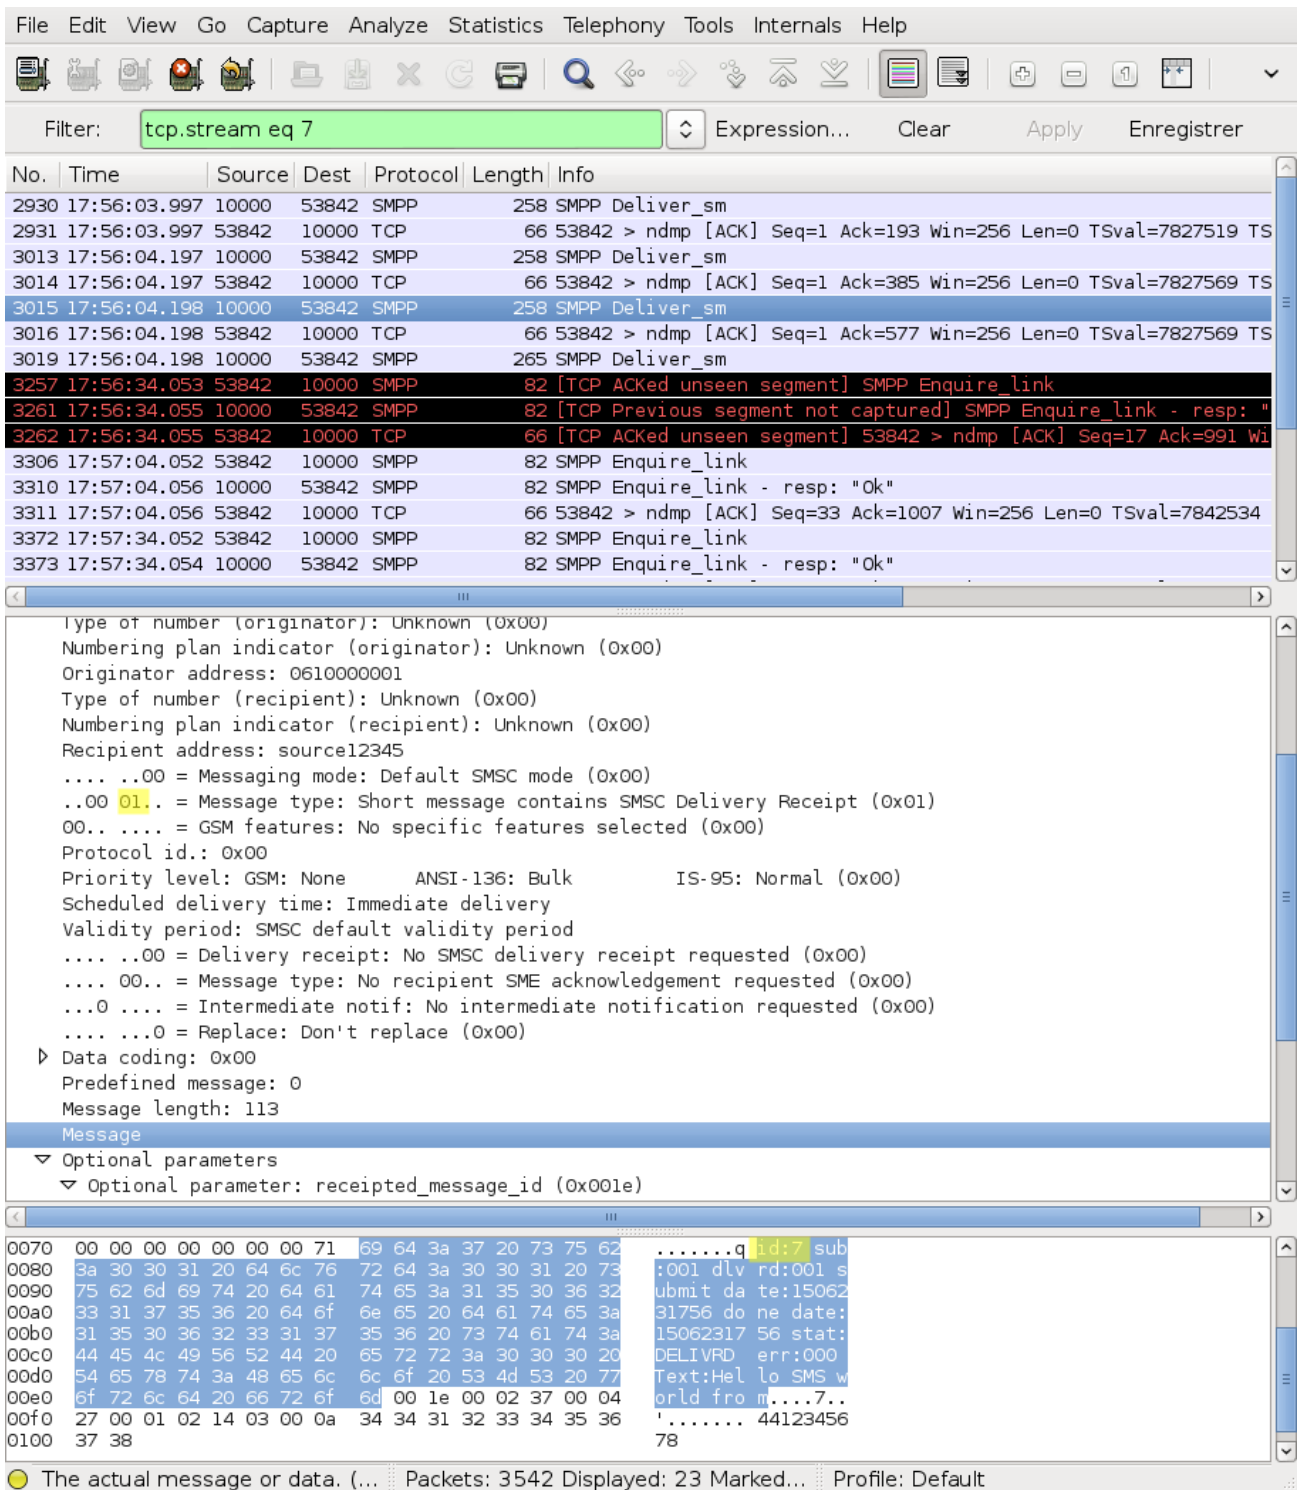 File Edit View Go Capture Analyze Statistics Telephony Tools Internals Help
Filter: tcp.stream eq 7 Expression... Clear Apply Enregistrer
No. Time Source Dest Protocol Length Info
2930 17:56:03.997 10000 53842 SMPP 258 SMPP Deliver_sm
2931 17:56:03.997 53842 10000 TCP 66 53842 > ndmp [ACK] Seq=1 Ack=193 Win=256 Len=0 TSval=7827519 TS
3013 17:56:04.197 10000 53842 SMPP 258 SMPP Deliver_sm
3014 17:56:04.197 53842 10000 TCP 66 53842 > ndmp [ACK] Seq=1 Ack=385 Win=256 Len=0 TSval=7827569 TS
3015 17:56:04.198 10000 53842 SMPP 258 SMPP Deliver_sm
3016 17:56:04.198 53842 10000 TCP 66 53842 > ndmp [ACK] Seq=1 Ack=577 Win=256 Len=0 TSval=7827569 TS
3019 17:56:04.198 10000 53842 SMPP 265 SMPP Deliver_sm
3257 17:56:34.053 53842 10000 SMPP 82 [TCP ACKed unseen segment] SMPP Enquire_link
3261 17:56:34.055 10000 53842 SMPP 82 [TCP Previous segment not captured] SMPP Enquire_link - resp: "
3262 17:56:34.055 53842 10000 TCP 66 [TCP ACKed unseen segment] 53842 > ndmp [ACK] Seq=17 Ack=991 Wi
3306 17:57:04.052 53842 10000 SMPP 82 SMPP Enquire_link
3310 17:57:04.056 10000 53842 SMPP 82 SMPP Enquire_link - resp: "Ok"
3311 17:57:04.056 53842 10000 TCP 66 53842 > ndmp [ACK] Seq=33 Ack=1007 Win=256 Len=0 TSval=7842534
3372 17:57:34.052 53842 10000 SMPP 82 SMPP Enquire_link
3373 17:57:34.054 10000 53842 SMPP 82 SMPP Enquire_link - resp: "Ok"
Type of number (originator): Unknown (0x00)
Numbering plan indicator (originator): Unknown (0x00)
Originator address: 0610000001
Type of number (recipient): Unknown (0x00)
Numbering plan indicator (recipient): Unknown (0x00)
Recipient address: source12345
.... ..00 = Messaging mode: Default SMSC mode (0x00)
..00 01.. = Message type: Short message contains SMSC Delivery Receipt (0x01)
00.. .... = GSM features: No specific features selected (0x00)
Protocol id.: 0x00
Priority level: GSM: None ANSI-136: Bulk IS-95: Normal (0x00)
Scheduled delivery time: Immediate delivery
Validity period: SMSC default validity period
.... ..00 = Delivery receipt: No SMSC delivery receipt requested (0x00)
.... 00.. = Message type: No recipient SME acknowledgement requested (0x00)
...0 .... = Intermediate notif: No intermediate notification requested (0x00)
.... ...0 = Replace: Don't replace (0x00)
Data coding: 0x00
Predefined message: 0
Message length: 113
Message
Optional parameters
Optional parameter: receipted_message_id (0x001e)
0070 00 00 00 00 00 00 00 71 69 64 3a 37 20 73 75 62 .......q id:7 sub
0080 3a 30 30 31 20 64 6c 76 72 64 3a 30 30 31 20 73 :001 dlv rd:001 s
0090 75 62 6d 69 74 20 64 61 74 65 3a 31 35 30 36 32 ubmit da te:15062
00a0 33 31 37 35 36 20 64 6f 6e 65 20 64 61 74 65 3a 31756 do ne date:
00b0 31 35 30 36 32 33 31 37 35 36 20 73 74 61 74 3a 15062317 56 stat:
00c0 44 45 4c 49 56 52 44 20 65 72 72 3a 30 30 30 20 DELIVRD err:000
00d0 54 65 78 74 3a 48 65 6c 6c 6f 20 53 4d 53 20 77 Text:Hel lo SMS w
00e0 6f 72 6c 64 20 66 72 6f 6d 00 1e 00 02 37 00 04 orld fro m....7..
00f0 27 00 01 02 14 03 00 0a 34 34 31 32 33 34 35 36 '....... 44123456
0100 37 38 78
The actual message or data. (... Packets: 3542 Displayed: 23 Marked... Profile: Default